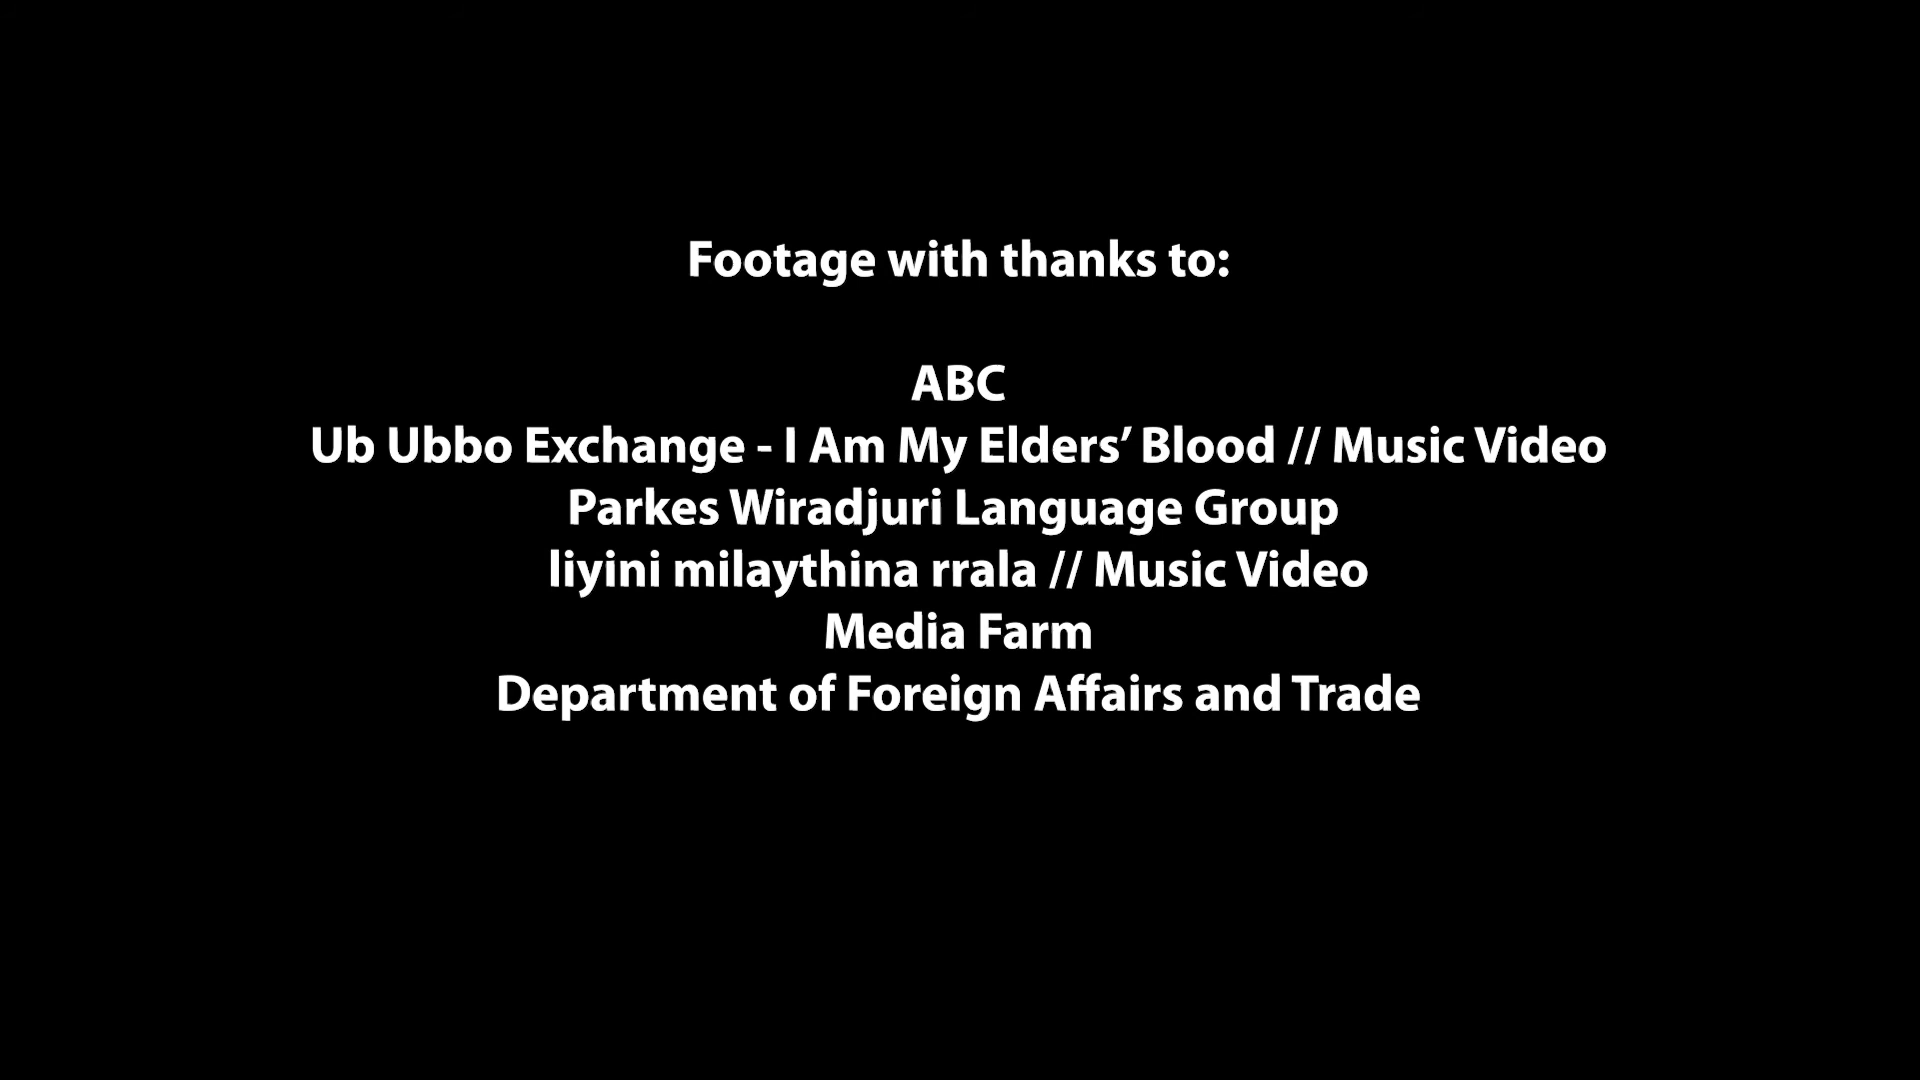 Footage with thanks to:
ABC
Ub Ubbo Exchange - I Am My Elders’ Blood // Music Video
Parkes Wiradjuri Language Group
liyini milaythina rrala // Music Video
Media Farm
Department of Foreign Affairs and Trade